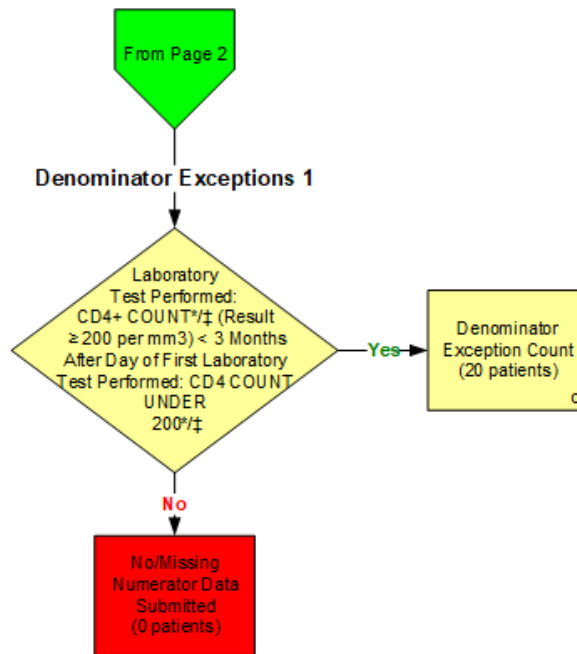 From Page 2
Denominator Exceptions 1
Laboratory
Test Performed:
CD4+ COUNT*/‡ (Result
≥ 200 per mm3) < 3 Months
After Day of First Laboratory
Test Performed: CD4 COUNT
UNDER
200*/‡
Yes
Denominator
Exception Count
(20 patients)
c
No
No/Missing
Numerator Data
Submitted
(0 patients)